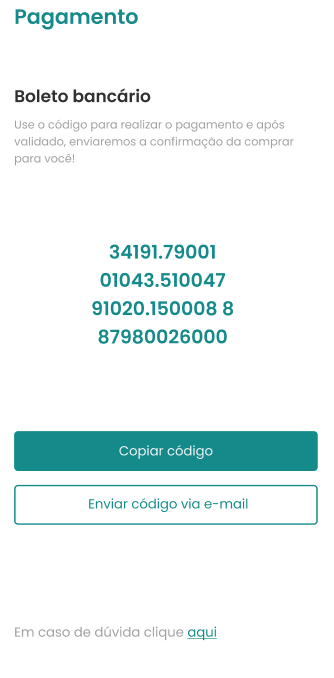 Pagamento
Boleto bancário
Use o código para realizar o pagamento e após
validado, enviaremos a confirmação da comprar
para você!
34191.79001
01043.510047
91020.150008 8
87980026000
Copiar código
Enviar código via e-mail
Em caso de dúvida clique aqui